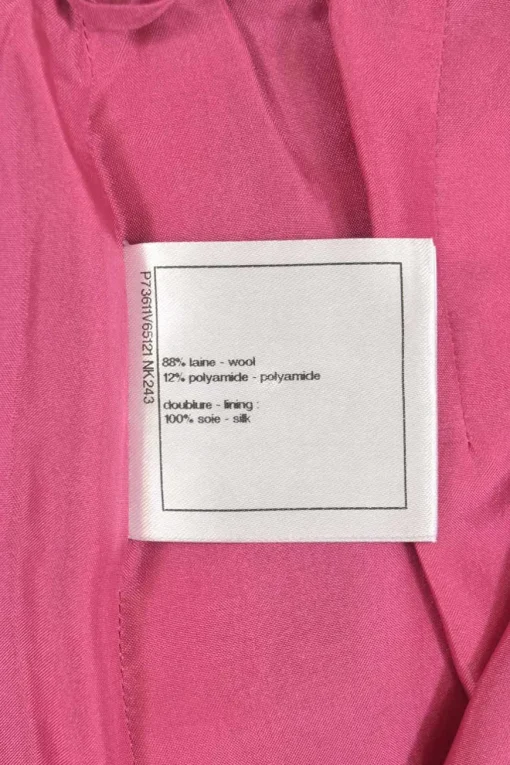 P73611V65121 NK243
88% laine - wool
12% polyamide - polyamide
doublure - lining :
100% soie - silk